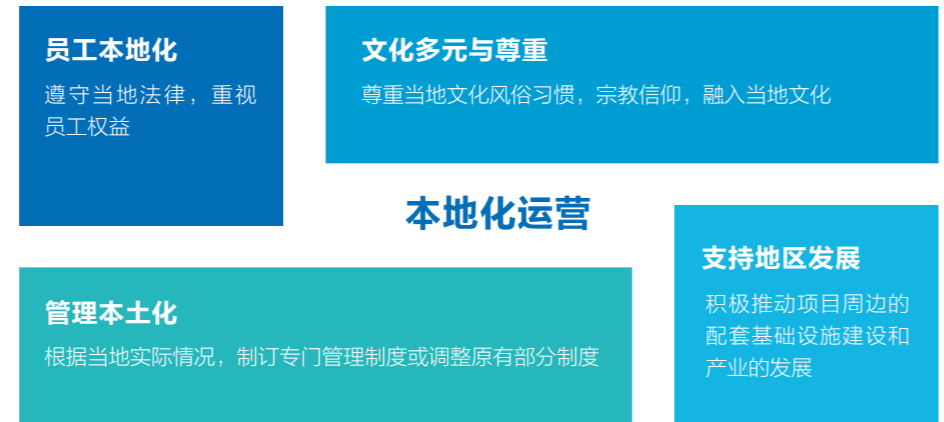 员工本地化
遵守当地法律，重视
员工权益
文化多元与尊重
尊重当地文化风俗习惯，宗教信仰，融入当地文化
本地化运营
管理本土化
根据当地实际情况，制订专门管理制度或调整原有部分制度
支持地区发展
积极推动项目周边的
配套基础设施建设和
产业的发展